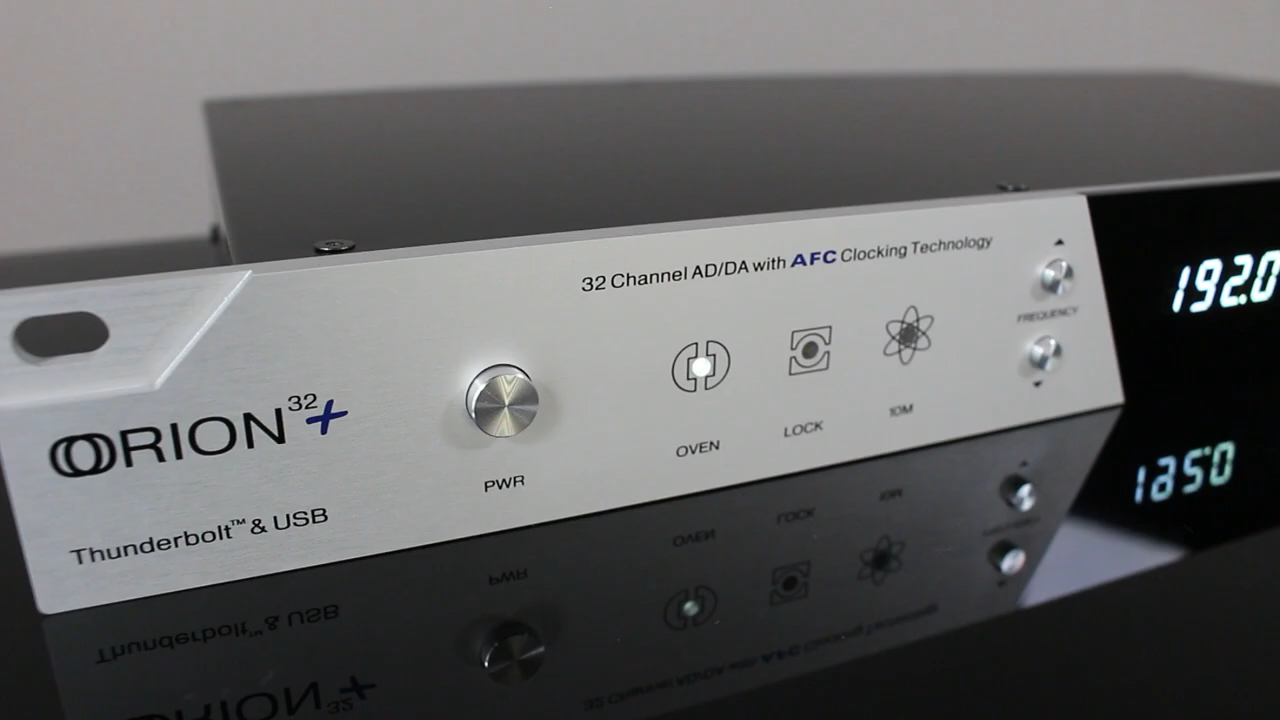 32 Channel AD/DA with AFC Clocking Technology
192.0
FREQUENCY
ORION 32+
OVEN
LOCK
10M
PWR
Thunderbolt™ & USB